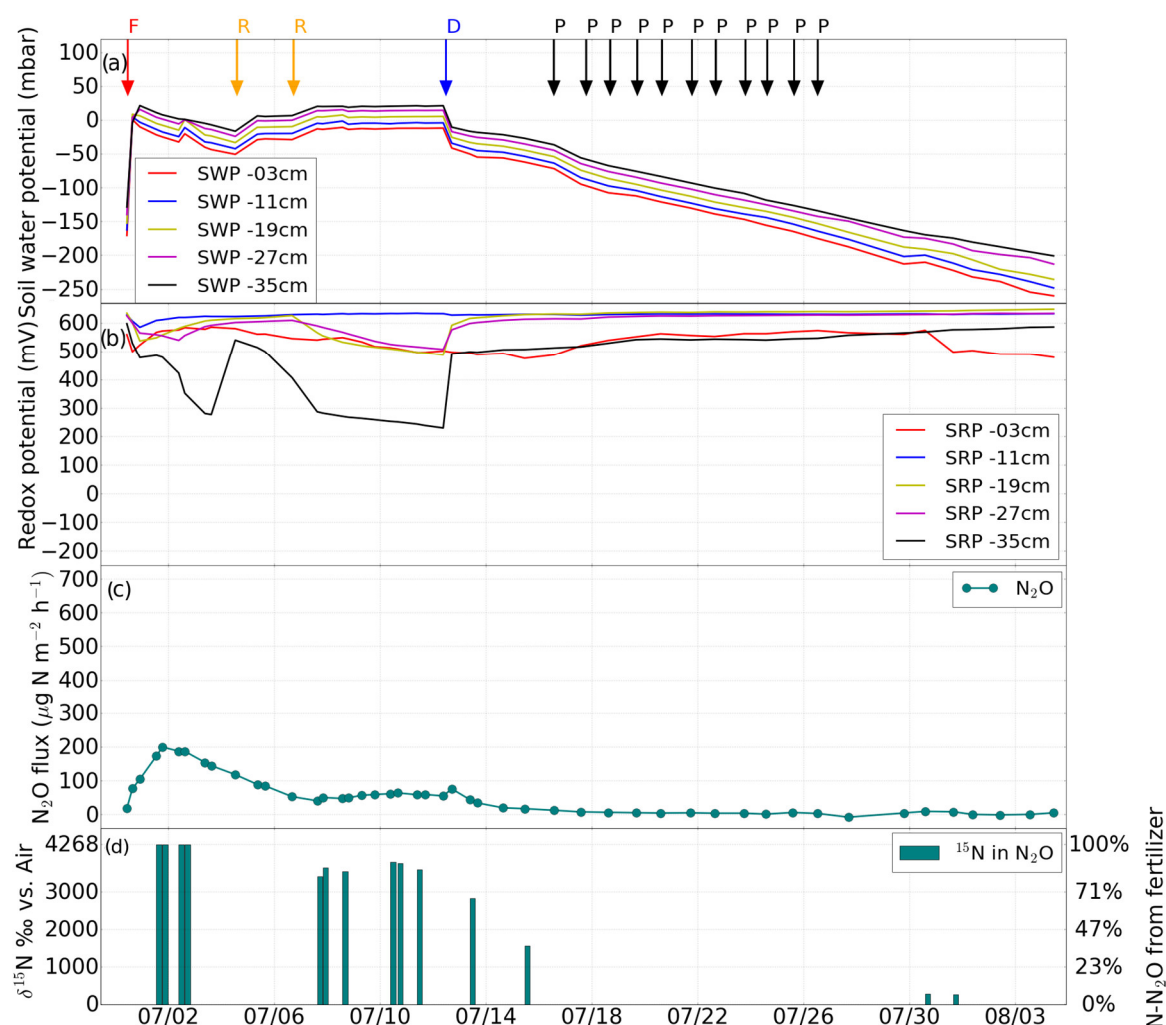 F R R D P P P P P P P P P P P
(a)
Soil water potential (mbar)
100
50
0
−50
−100
−150
−200
−250
SWP -03cm
SWP -11cm
SWP -19cm
SWP -27cm
SWP -35cm
(b)
Redox potential (mV)
600
500
400
300
200
100
0
−100
−200
SRP -03cm
SRP -11cm
SRP -19cm
SRP -27cm
SRP -35cm
(c)
N₂O flux (μg N m⁻² h⁻¹)
700
600
500
400
300
200
100
0
N₂O
(d)
δ¹⁵N ‰ vs. Air
4268
3000
2000
1000
0
¹⁵N in N₂O
100%
71%
47%
23%
0%
N-N₂O from fertilizer
07/02 07/06 07/10 07/14 07/18 07/22 07/26 07/30 08/03